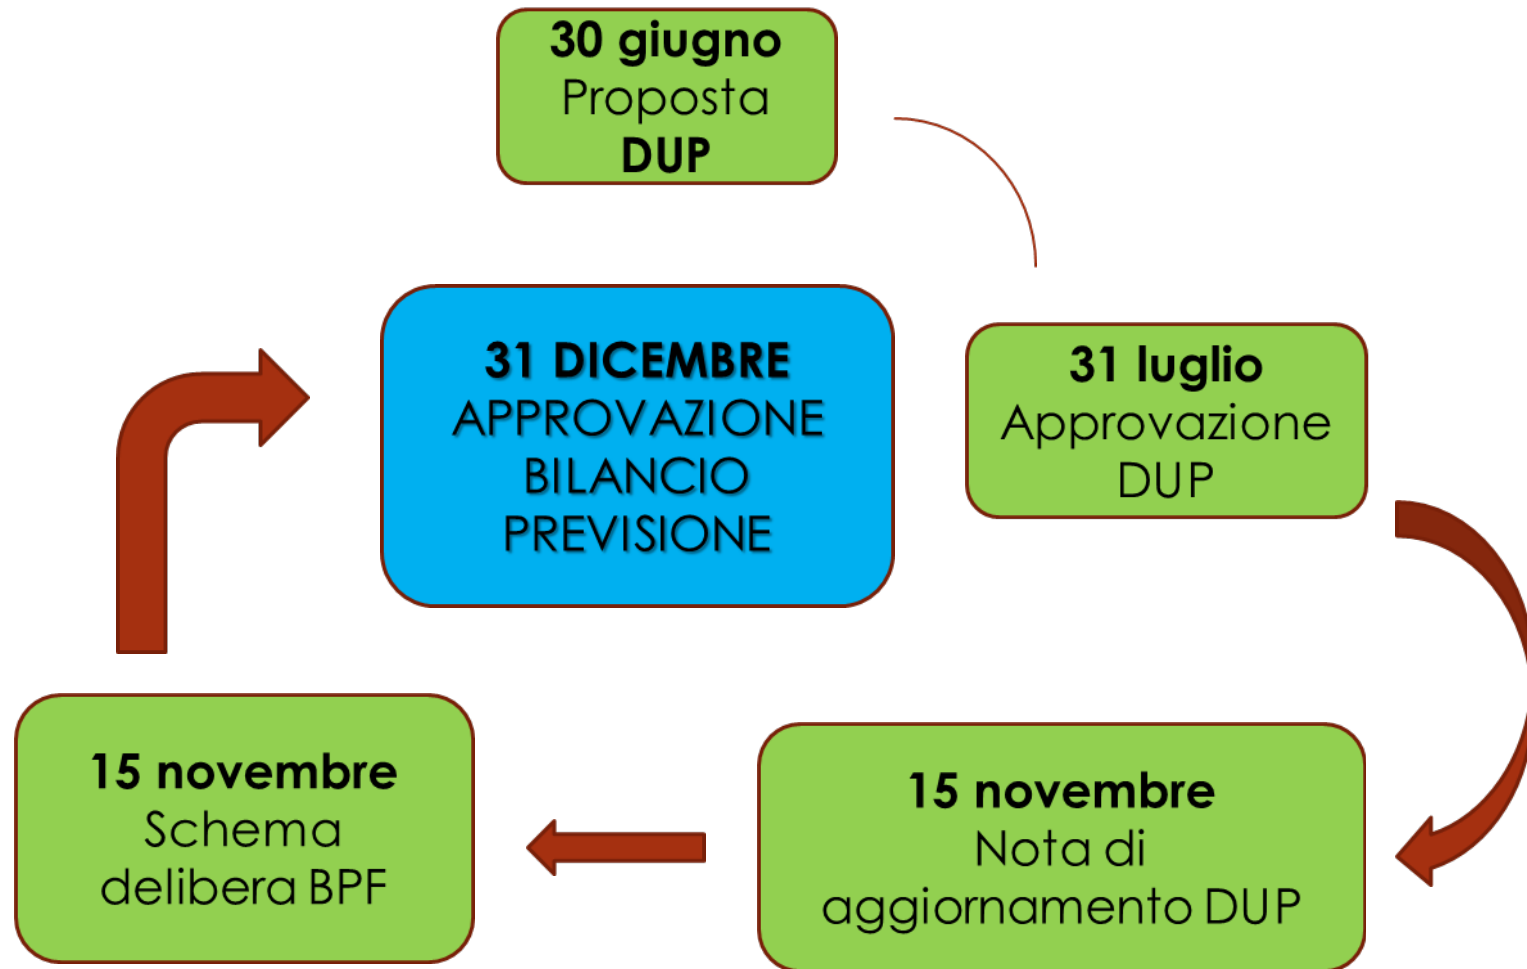 30 giugno
Proposta
DUP
31 DICEMBRE
APPROVAZIONE
BILANCIO
PREVISIONE
31 luglio
Approvazione
DUP
15 novembre
Nota di
aggiornamento DUP
15 novembre
Schema
delibera BPF